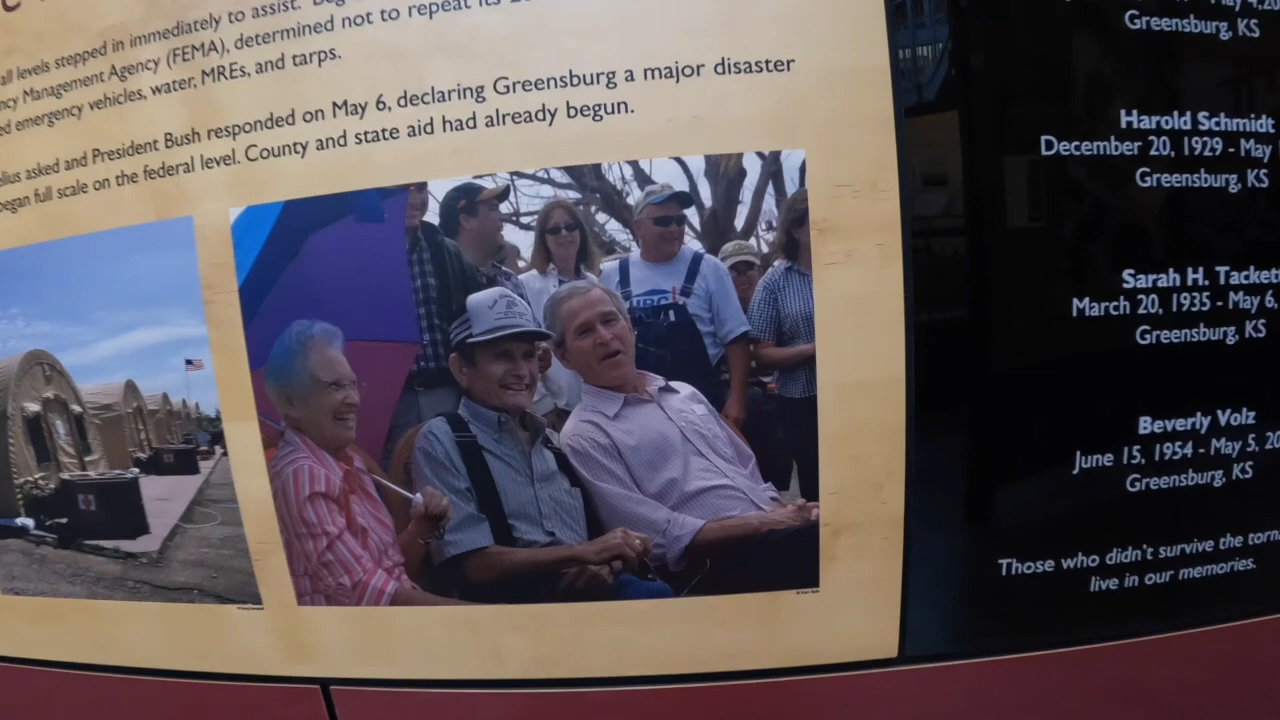 all levels stepped in immediately to assist.
ncy Management Agency (FEMA), determined not to repeat its
ed emergency vehicles, water, MREs, and tarps.
elius asked and President Bush responded on May 6, declaring Greensburg a major disaster
began full scale on the federal level. County and state aid had already begun.
Greensburg, KS
Harold Schmidt
December 20, 1929 - May
Greensburg, KS
Sarah H. Tackett
March 20, 1935 - May 6,
Greensburg, KS
Beverly Volz
June 15, 1954 - May 5, 20
Greensburg, KS
Those who didn't survive the torn
live in our memories.